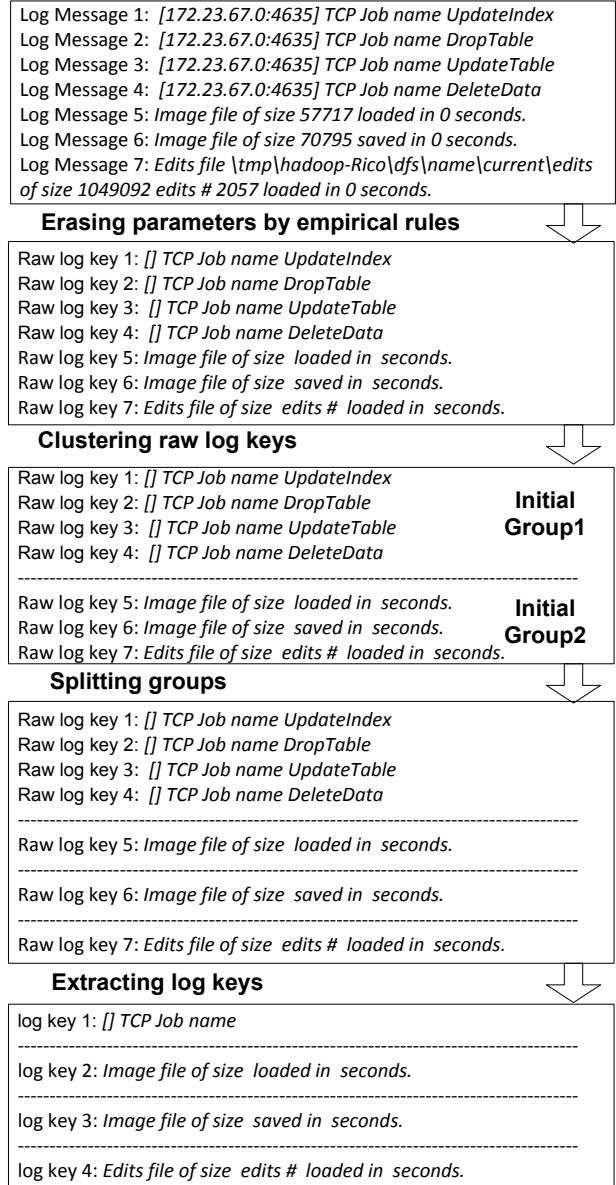 Log Message 1: [172.23.67.0:4635] TCP Job name UpdateIndex
Log Message 2: [172.23.67.0:4635] TCP Job name DropTable
Log Message 3: [172.23.67.0:4635] TCP Job name UpdateTable
Log Message 4: [172.23.67.0:4635] TCP Job name DeleteData
Log Message 5: Image file of size 57717 loaded in 0 seconds.
Log Message 6: Image file of size 70795 saved in 0 seconds.
Log Message 7: Edits file \tmp\hadoop-Rico\dfs\name\current\edits
of size 1049092 edits # 2057 loaded in 0 seconds.
Erasing parameters by empirical rules
Raw log key 1: [] TCP Job name UpdateIndex
Raw log key 2: [] TCP Job name DropTable
Raw log key 3: [] TCP Job name UpdateTable
Raw log key 4: [] TCP Job name DeleteData
Raw log key 5: Image file of size loaded in seconds.
Raw log key 6: Image file of size saved in seconds.
Raw log key 7: Edits file of size edits # loaded in seconds.
Clustering raw log keys
Raw log key 1: [] TCP Job name UpdateIndex
Raw log key 2: [] TCP Job name DropTable
Raw log key 3: [] TCP Job name UpdateTable
Raw log key 4: [] TCP Job name DeleteData
Initial
Group1
--------------------------------------------------------------------------------
Raw log key 5: Image file of size loaded in seconds.
Raw log key 6: Image file of size saved in seconds.
Raw log key 7: Edits file of size edits # loaded in seconds.
Initial
Group2
Splitting groups
Raw log key 1: [] TCP Job name UpdateIndex
Raw log key 2: [] TCP Job name DropTable
Raw log key 3: [] TCP Job name UpdateTable
Raw log key 4: [] TCP Job name DeleteData
--------------------------------------------------------------------------------
Raw log key 5: Image file of size loaded in seconds.
--------------------------------------------------------------------------------
Raw log key 6: Image file of size saved in seconds.
--------------------------------------------------------------------------------
Raw log key 7: Edits file of size edits # loaded in seconds.
Extracting log keys
log key 1: [] TCP Job name
--------------------------------------------------------------------------------
log key 2: Image file of size loaded in seconds.
--------------------------------------------------------------------------------
log key 3: Image file of size saved in seconds.
--------------------------------------------------------------------------------
log key 4: Edits file of size edits # loaded in seconds.